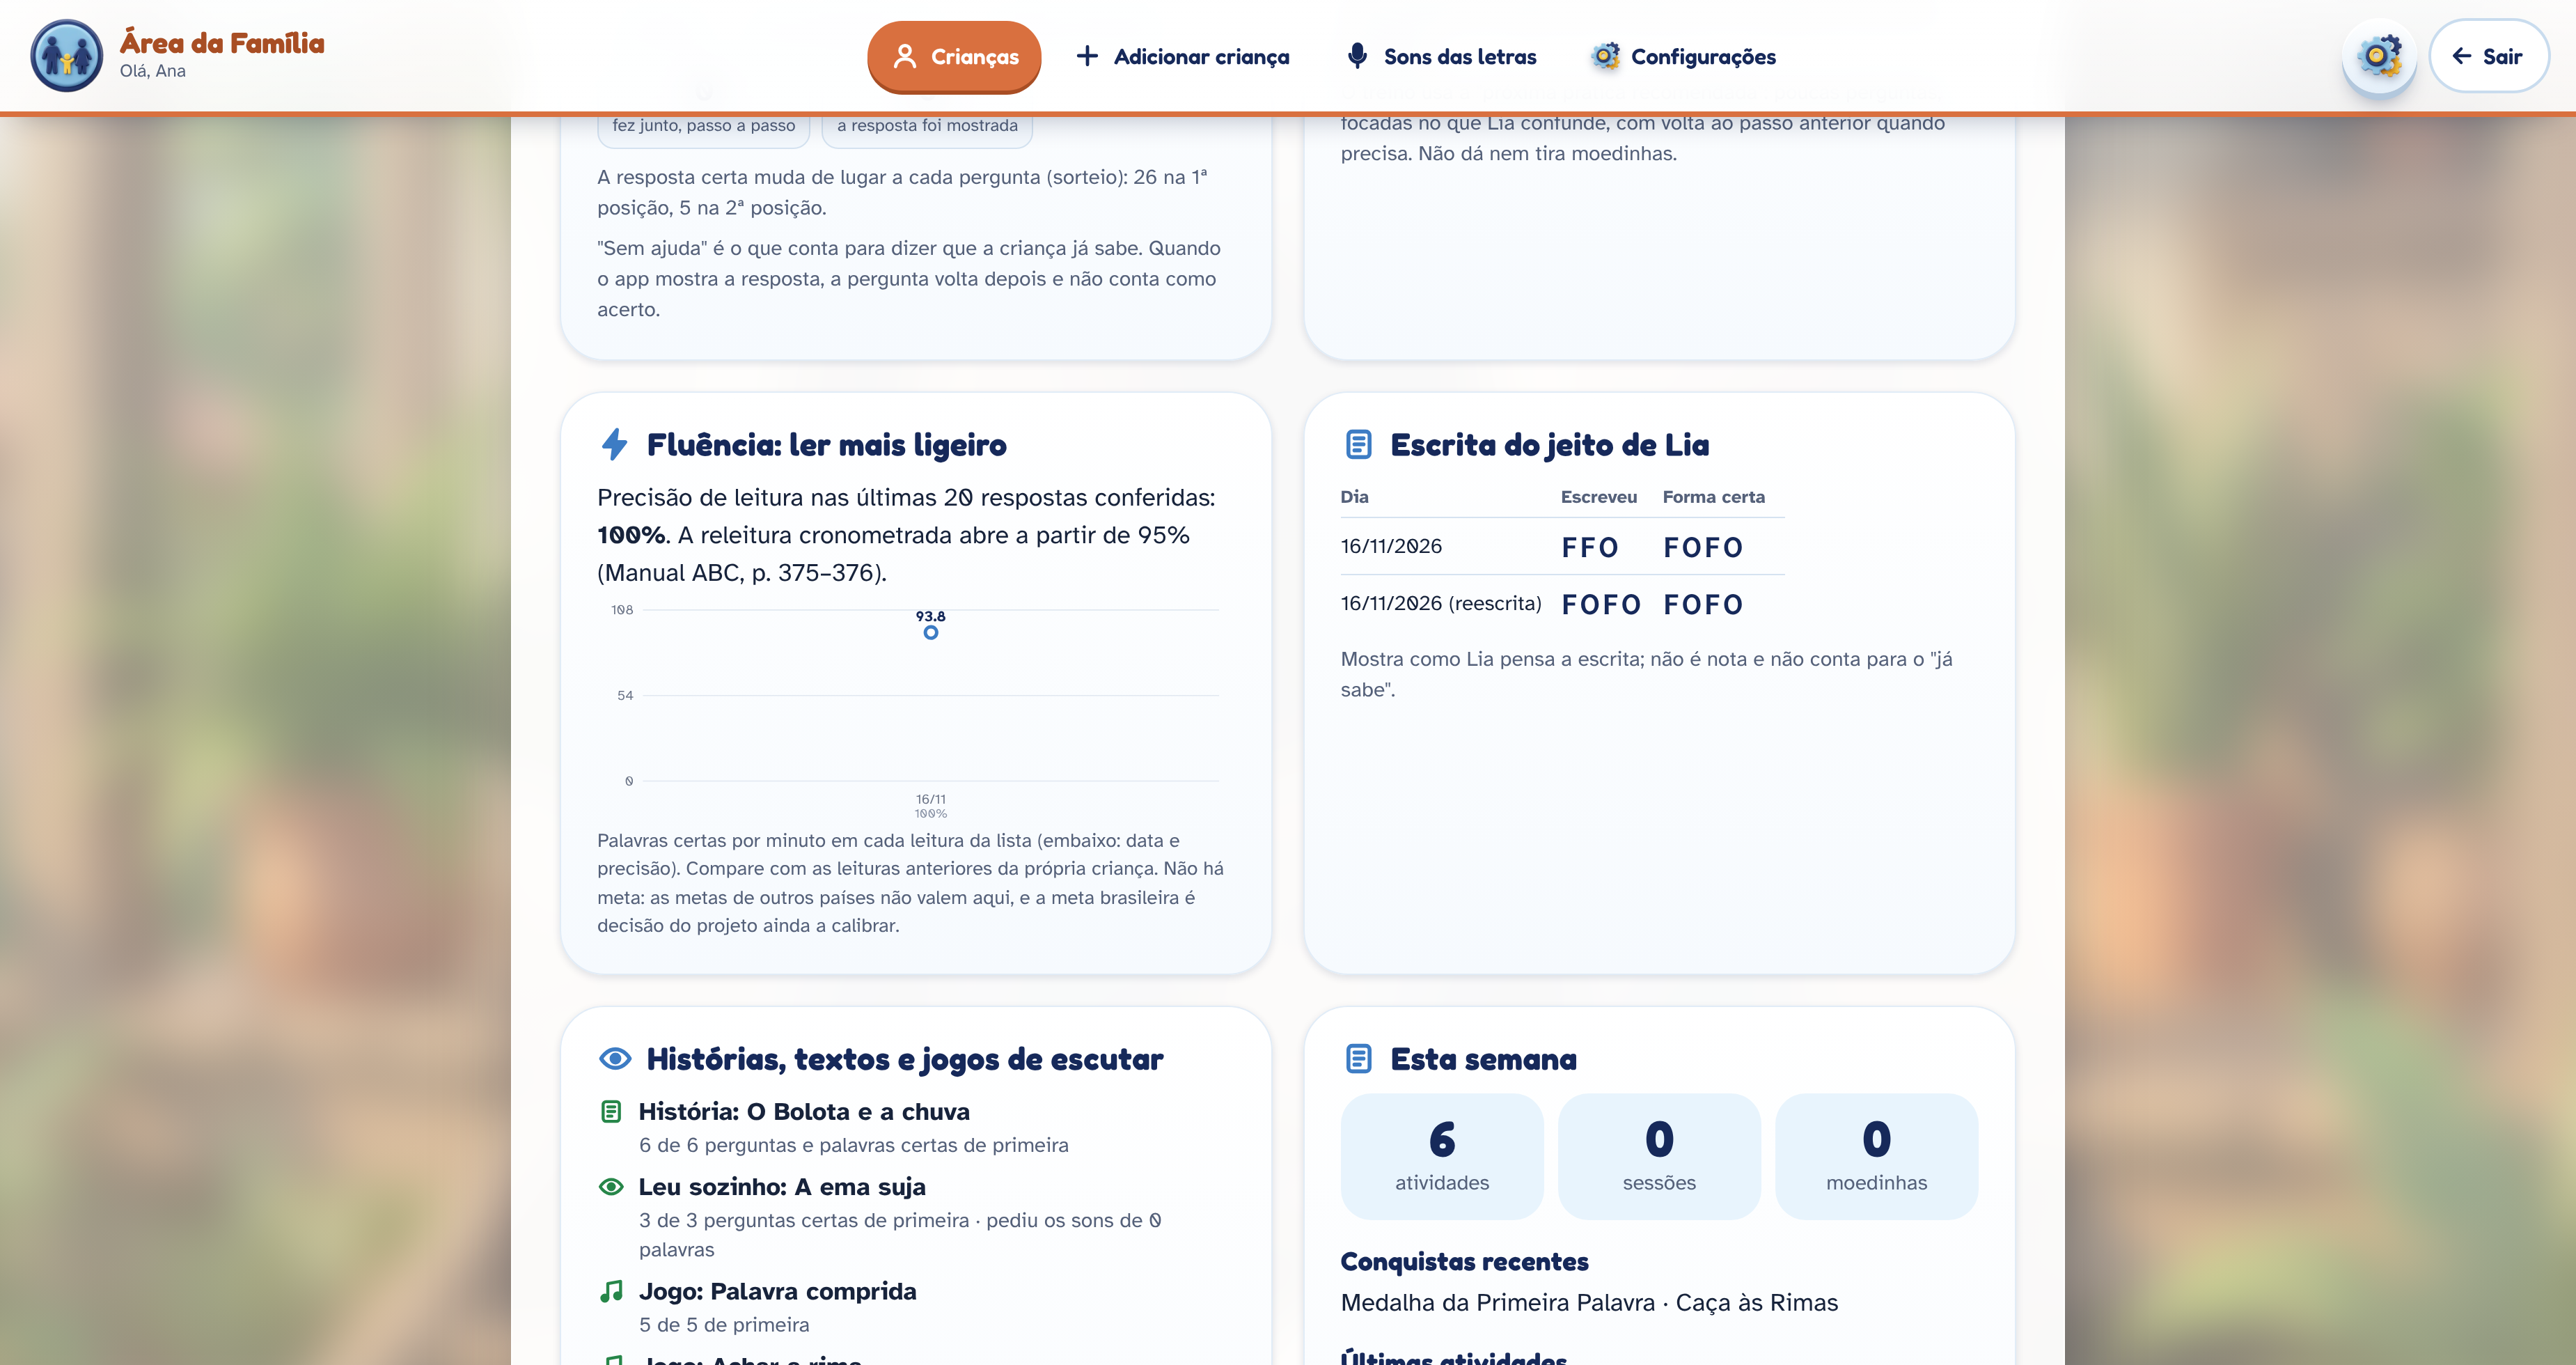 Área da Família
Olá, Ana
Crianças
Adicionar criança
Sons das letras
Configurações
Sair
fez junto, passo a passo
a resposta foi mostrada
A resposta certa muda de lugar a cada pergunta (sorteio): 26 na 1ª
posição, 5 na 2ª posição.
"Sem ajuda" é o que conta para dizer que a criança já sabe. Quando
o app mostra a resposta, a pergunta volta depois e não conta como
acerto.
focadas no que Lia confunde, com volta ao passo anterior quando
precisa. Não dá nem tira moedinhas.
Fluência: ler mais ligeiro
Precisão de leitura nas últimas 20 respostas conferidas:
100%. A releitura cronometrada abre a partir de 95%
(Manual ABC, p. 375–376).
108
93.8
54
0
16/11
100%
Palavras certas por minuto em cada leitura da lista (embaixo: data e
precisão). Compare com as leituras anteriores da própria criança. Não há
meta: as metas de outros países não valem aqui, e a meta brasileira é
decisão do projeto ainda a calibrar.
Escrita do jeito de Lia
Dia Escreveu Forma certa
16/11/2026 FFO FOFO
16/11/2026 (reescrita) FOFO FOFO
Mostra como Lia pensa a escrita; não é nota e não conta para o "já
sabe".
Histórias, textos e jogos de escutar
História: O Bolota e a chuva
6 de 6 perguntas e palavras certas de primeira
Leu sozinho: A ema suja
3 de 3 perguntas certas de primeira · pediu os sons de 0
palavras
Jogo: Palavra comprida
5 de 5 de primeira
Jogo: Achar a rima
Esta semana
6
atividades
0
sessões
0
moedinhas
Conquistas recentes
Medalha da Primeira Palavra · Caça às Rimas
Últimas atividades